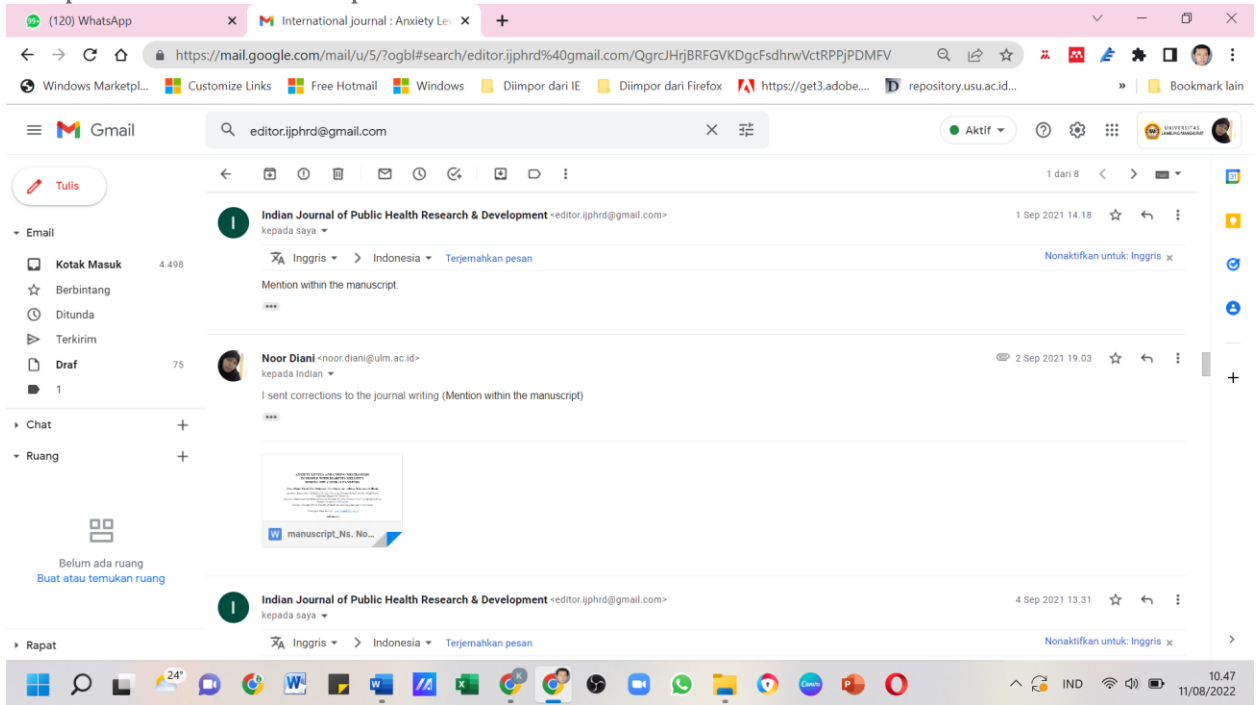 (120) WhatsApp
International journal : Anxiety Lev
https://mail.google.com/mail/u/5/?ogbl#search/editor.ijphrd%40gmail.com/QgrcJHrjBRFGVKDgcFsdhrwVctRPPjPDMFV
Windows Marketpl... Customize Links Free Hotmail Windows Diimpor dari IE Diimpor dari Firefox https://get3.adobe.... repository.usu.ac.id... » Bookmark lain
Gmail
editor.ijphrd@gmail.com
Aktif
UNIVERSITAS
LAMBUNG MANGKURAT
Tulis
1 dari 8
Email
Kotak Masuk 4.498
Berbintang
Ditunda
Terkirim
Draf 75
1
Chat
Ruang
Belum ada ruang
Buat atau temukan ruang
Rapat
Indian Journal of Public Health Research & Development <editor.ijphrd@gmail.com> 1 Sep 2021 14.18
kepada saya
Inggris > Indonesia Terjemahkan pesan Nonaktifkan untuk: Inggris x
Mention within the manuscript.
Noor Diani <noor.diani@ulm.ac.id> 2 Sep 2021 19.03
kepada Indian
I sent corrections to the journal writing (Mention within the manuscript)
W manuscript_Ns. No...
Indian Journal of Public Health Research & Development <editor.ijphrd@gmail.com> 4 Sep 2021 13.31
kepada saya
Inggris > Indonesia Terjemahkan pesan Nonaktifkan untuk: Inggris x
24°
IND
10.47
11/08/2022